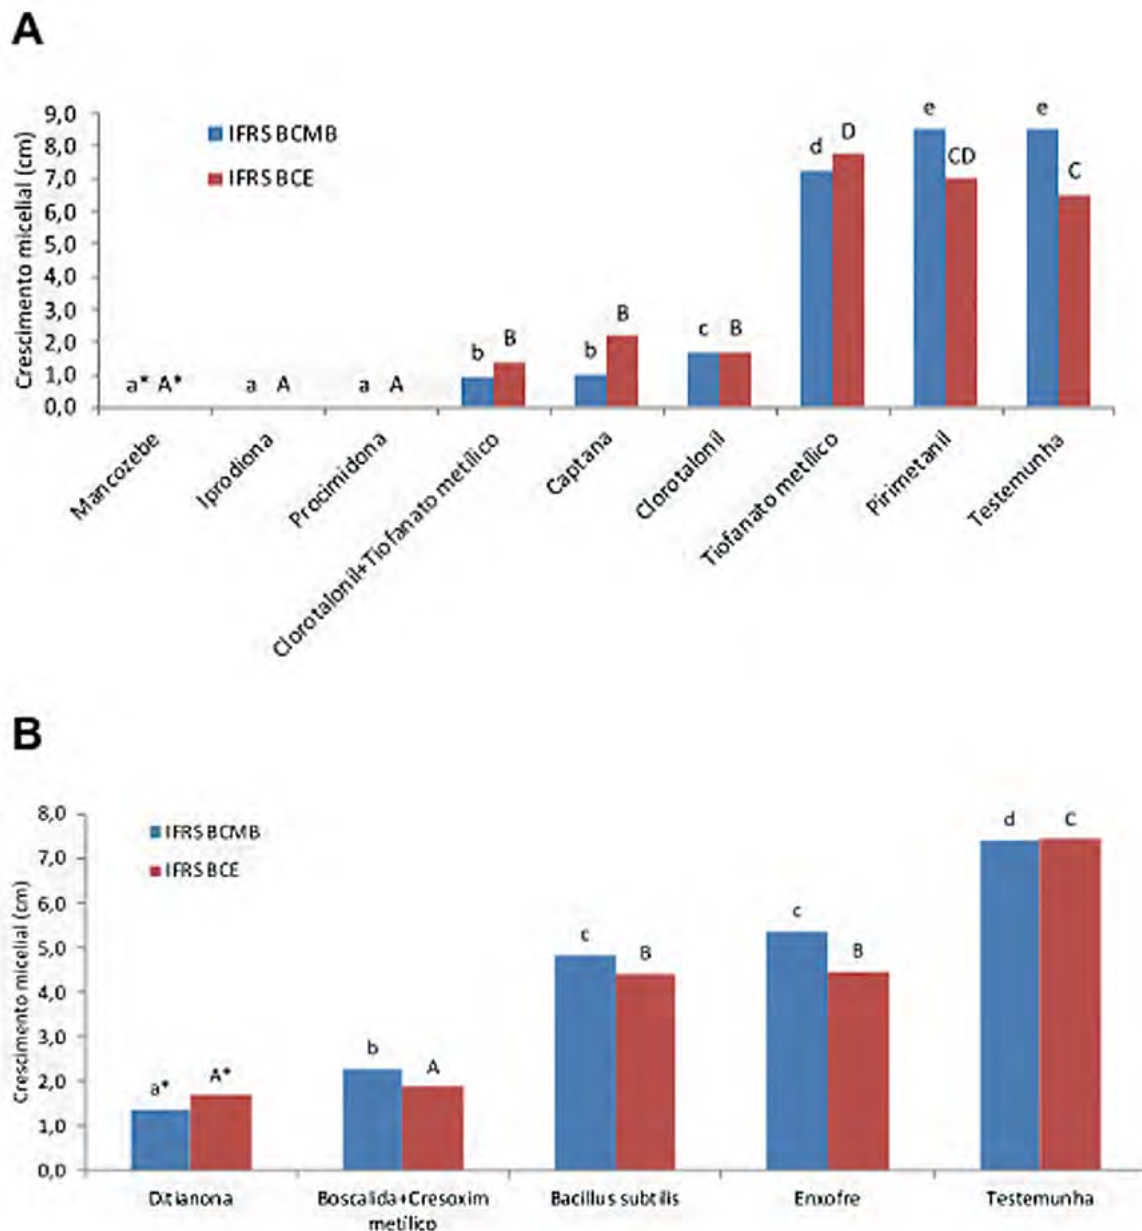 A
9,0
8,0
7,0
6,0
5,0
4,0
3,0
2,0
1,0
0,0
Crescimento micelial (cm)
IFRS BCMB
IFRS BCE
a* A*
a A
a A
b B
b B
c B
d D
e CD
e C
Mancozebe
Iprodiona
Procimidona
Clorotalonil+Tiofanato metílico
Captana
Clorotalonil
Tiofanato metílico
Pirimetanil
Testemunha
B
8,0
7,0
6,0
5,0
4,0
3,0
2,0
1,0
0,0
Crescimento micelial (cm)
IFRS BCMB
IFRS BCE
a* A*
b A
c B
c B
d C
Ditianona
Boscalida+Cresoxim
metílico
Bacillus subtilis
Enxofre
Testemunha